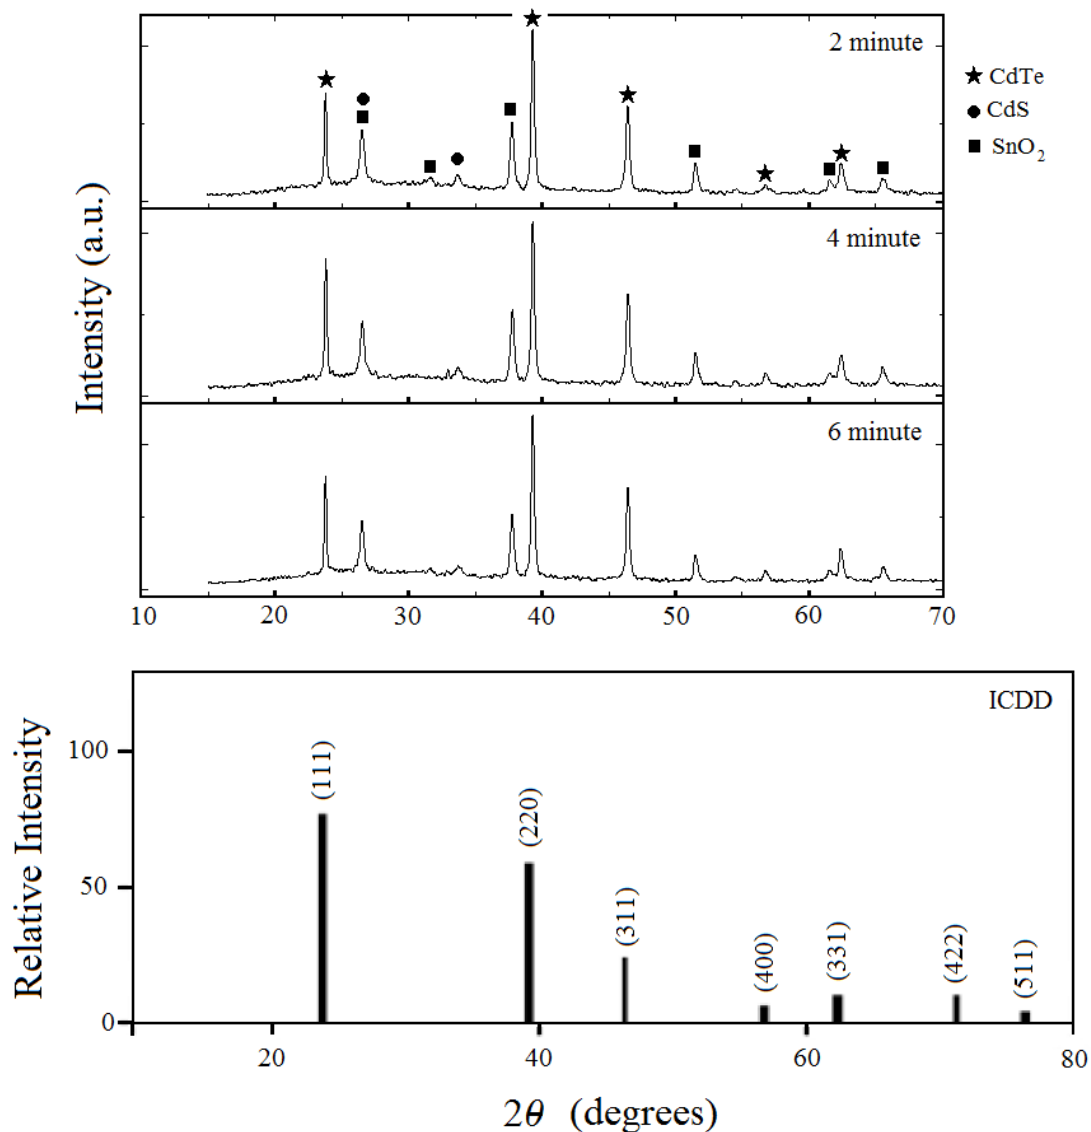 2 minute
★ CdTe
● CdS
■ SnO₂
4 minute
6 minute
Intensity (a.u.)
10 20 30 40 50 60 70
ICDD
Relative Intensity
100
50
0
(111)
(220)
(311)
(400)
(331)
(422)
(511)
20 40 60 80
2θ (degrees)